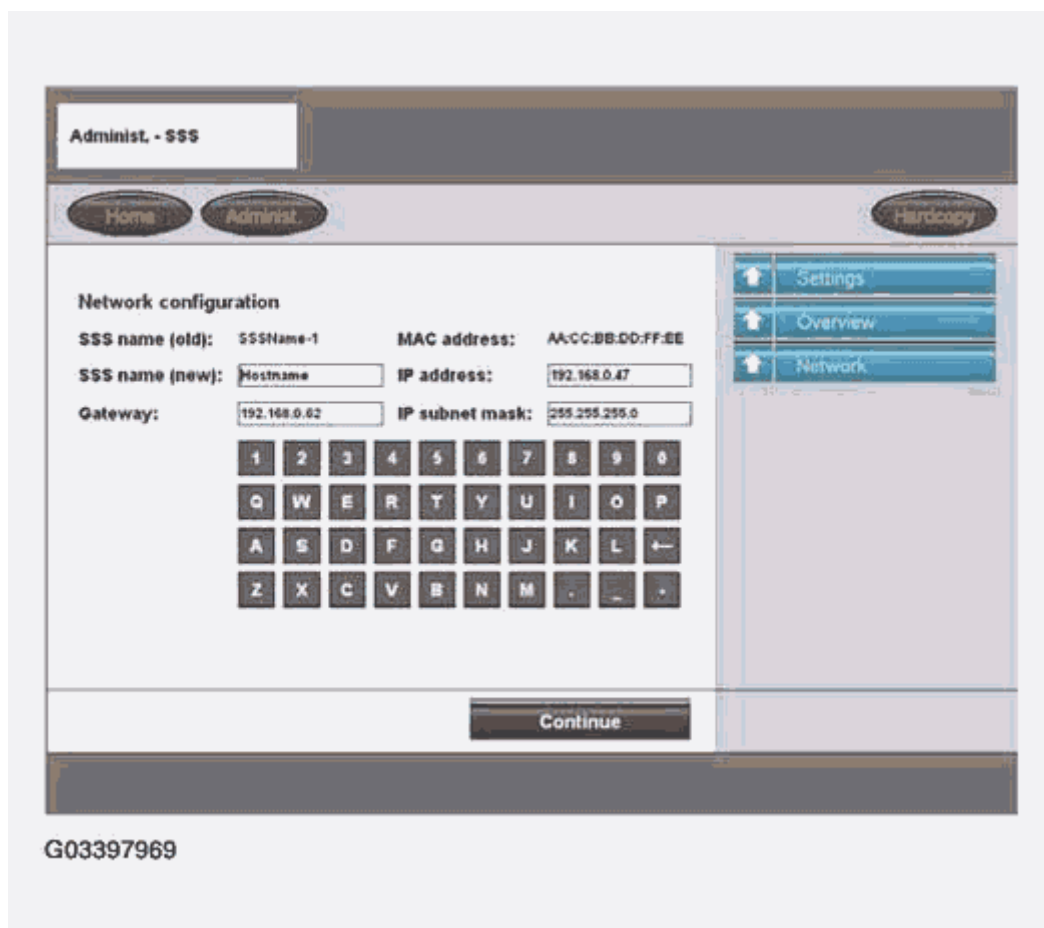 Administ. - SSS
Home Administ. Hardcopy
Settings
Overview
Network
Network configuration
SSS name (old): SSSName-1 MAC address: AA:CC:BB:DD:FF:EE
SSS name (new): Hostname IP address: 192.168.0.47
Gateway: 192.168.0.62 IP subnet mask: 255.255.255.0
1 2 3 4 5 6 7 8 9 0
Q W E R T Y U I O P
A S D F G H J K L ←
Z X C V B N M . _ -
Continue
G03397969